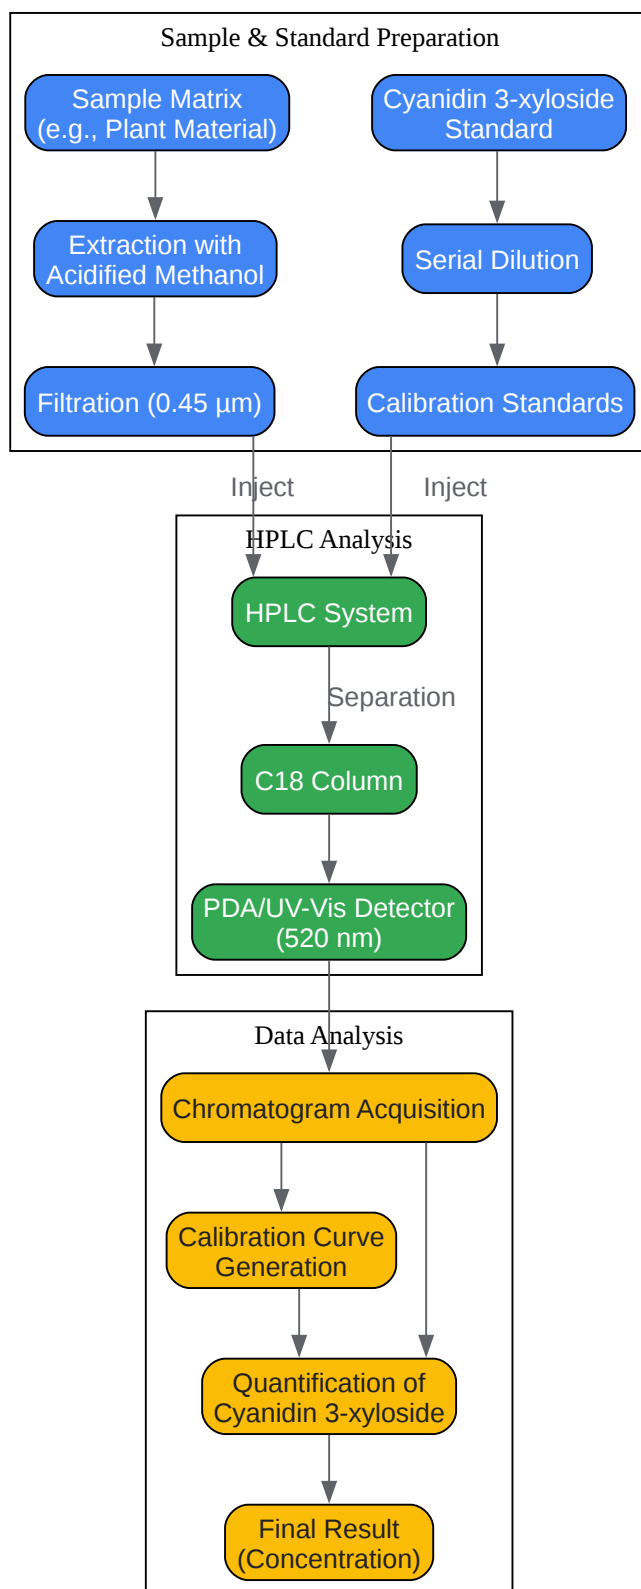 Sample & Standard Preparation
Sample Matrix
(e.g., Plant Material)
Cyanidin 3-xyloside
Standard
Extraction with
Acidified Methanol
Serial Dilution
Filtration (0.45 µm)
Calibration Standards
Inject
Inject
HPLC Analysis
HPLC System
Separation
C18 Column
PDA/UV-Vis Detector
(520 nm)
Data Analysis
Chromatogram Acquisition
Calibration Curve
Generation
Quantification of
Cyanidin 3-xyloside
Final Result
(Concentration)